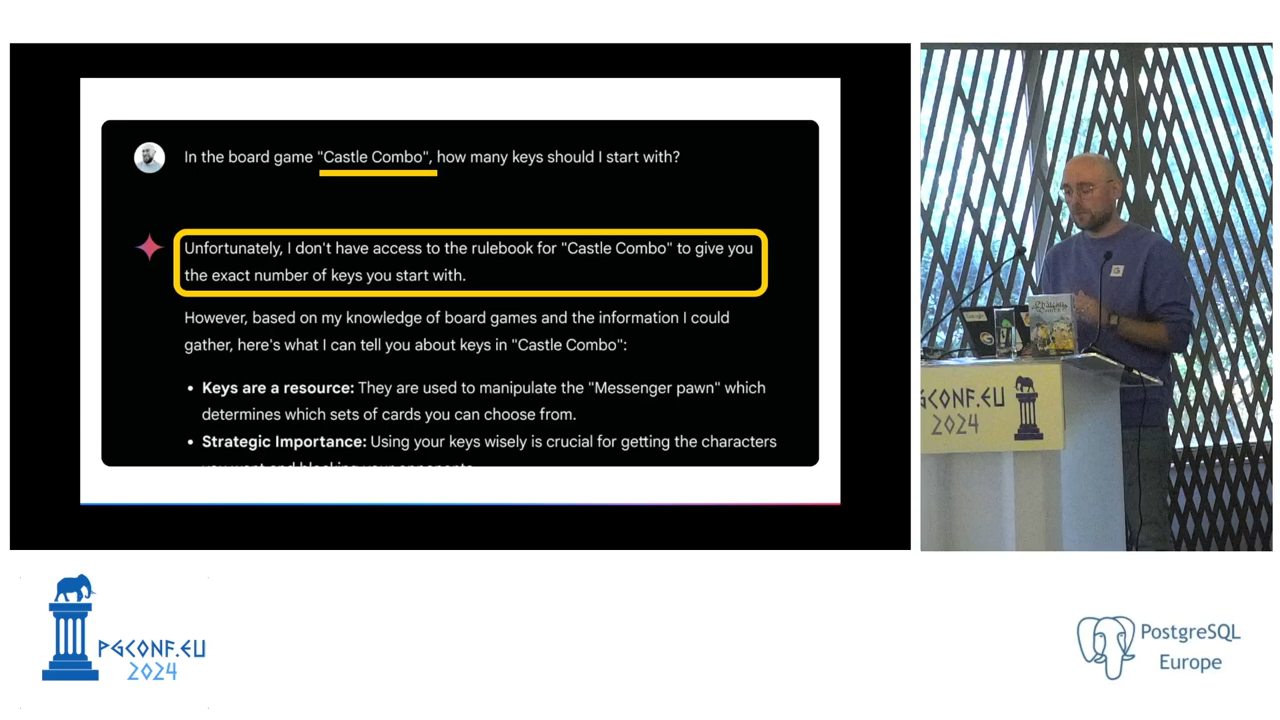 In the board game "Castle Combo", how many keys should I start with?
Unfortunately, I don't have access to the rulebook for "Castle Combo" to give you
the exact number of keys you start with.
However, based on my knowledge of board games and the information I could
gather, here's what I can tell you about keys in "Castle Combo":
• Keys are a resource: They are used to manipulate the "Messenger pawn" which
determines which sets of cards you can choose from.
• Strategic Importance: Using your keys wisely is crucial for getting the characters
GCONF.EU
2024
PGCONF.EU
2024
PostgreSQL
Europe